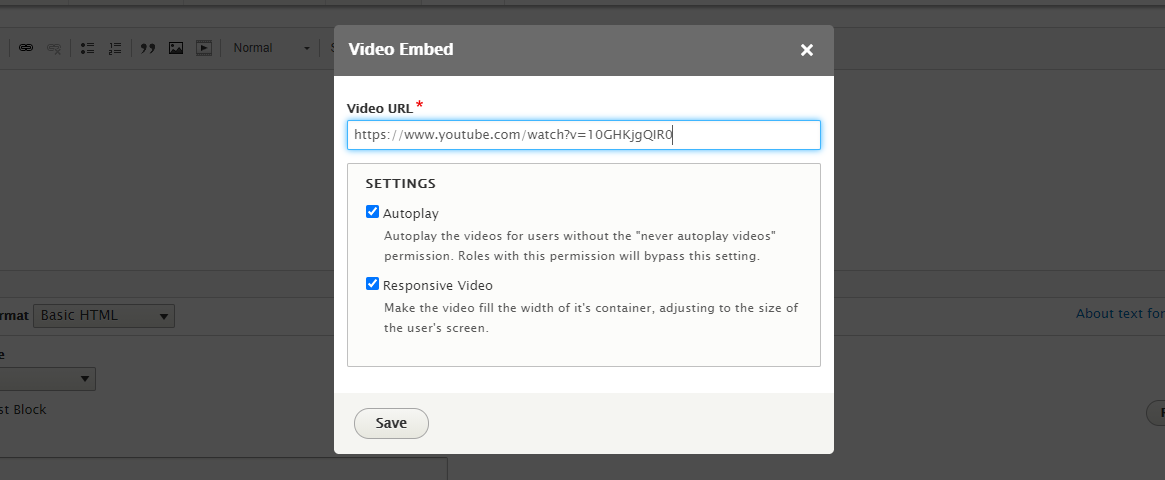 Normal
S
Video Embed
Video URL *
https://www.youtube.com/watch?v=10GHKjgQIR0
SETTINGS
Autoplay
Autoplay the videos for users without the "never autoplay videos"
permission. Roles with this permission will bypass this setting.
Responsive Video
Make the video fill the width of it's container, adjusting to the size of
the user's screen.
Save
rmat Basic HTML
About text for
e
st Block